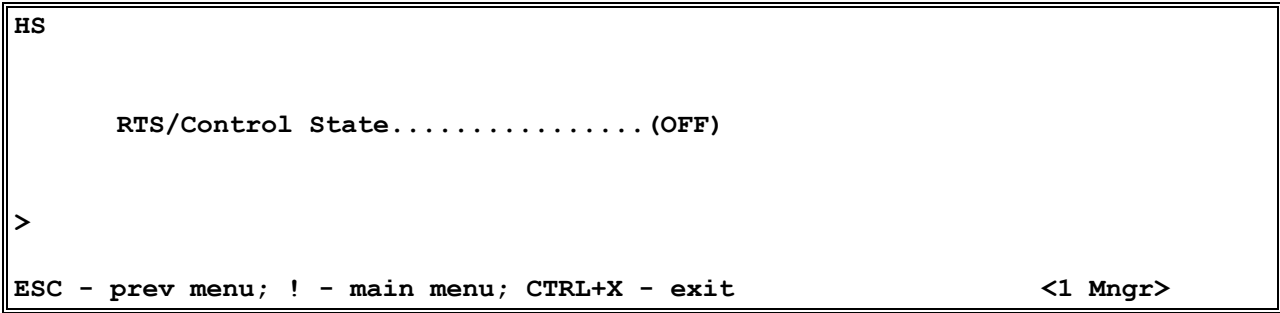 HS
RTS/Control State................(OFF)
>
ESC - prev menu; ! - main menu; CTRL+X - exit <1 Mngr>